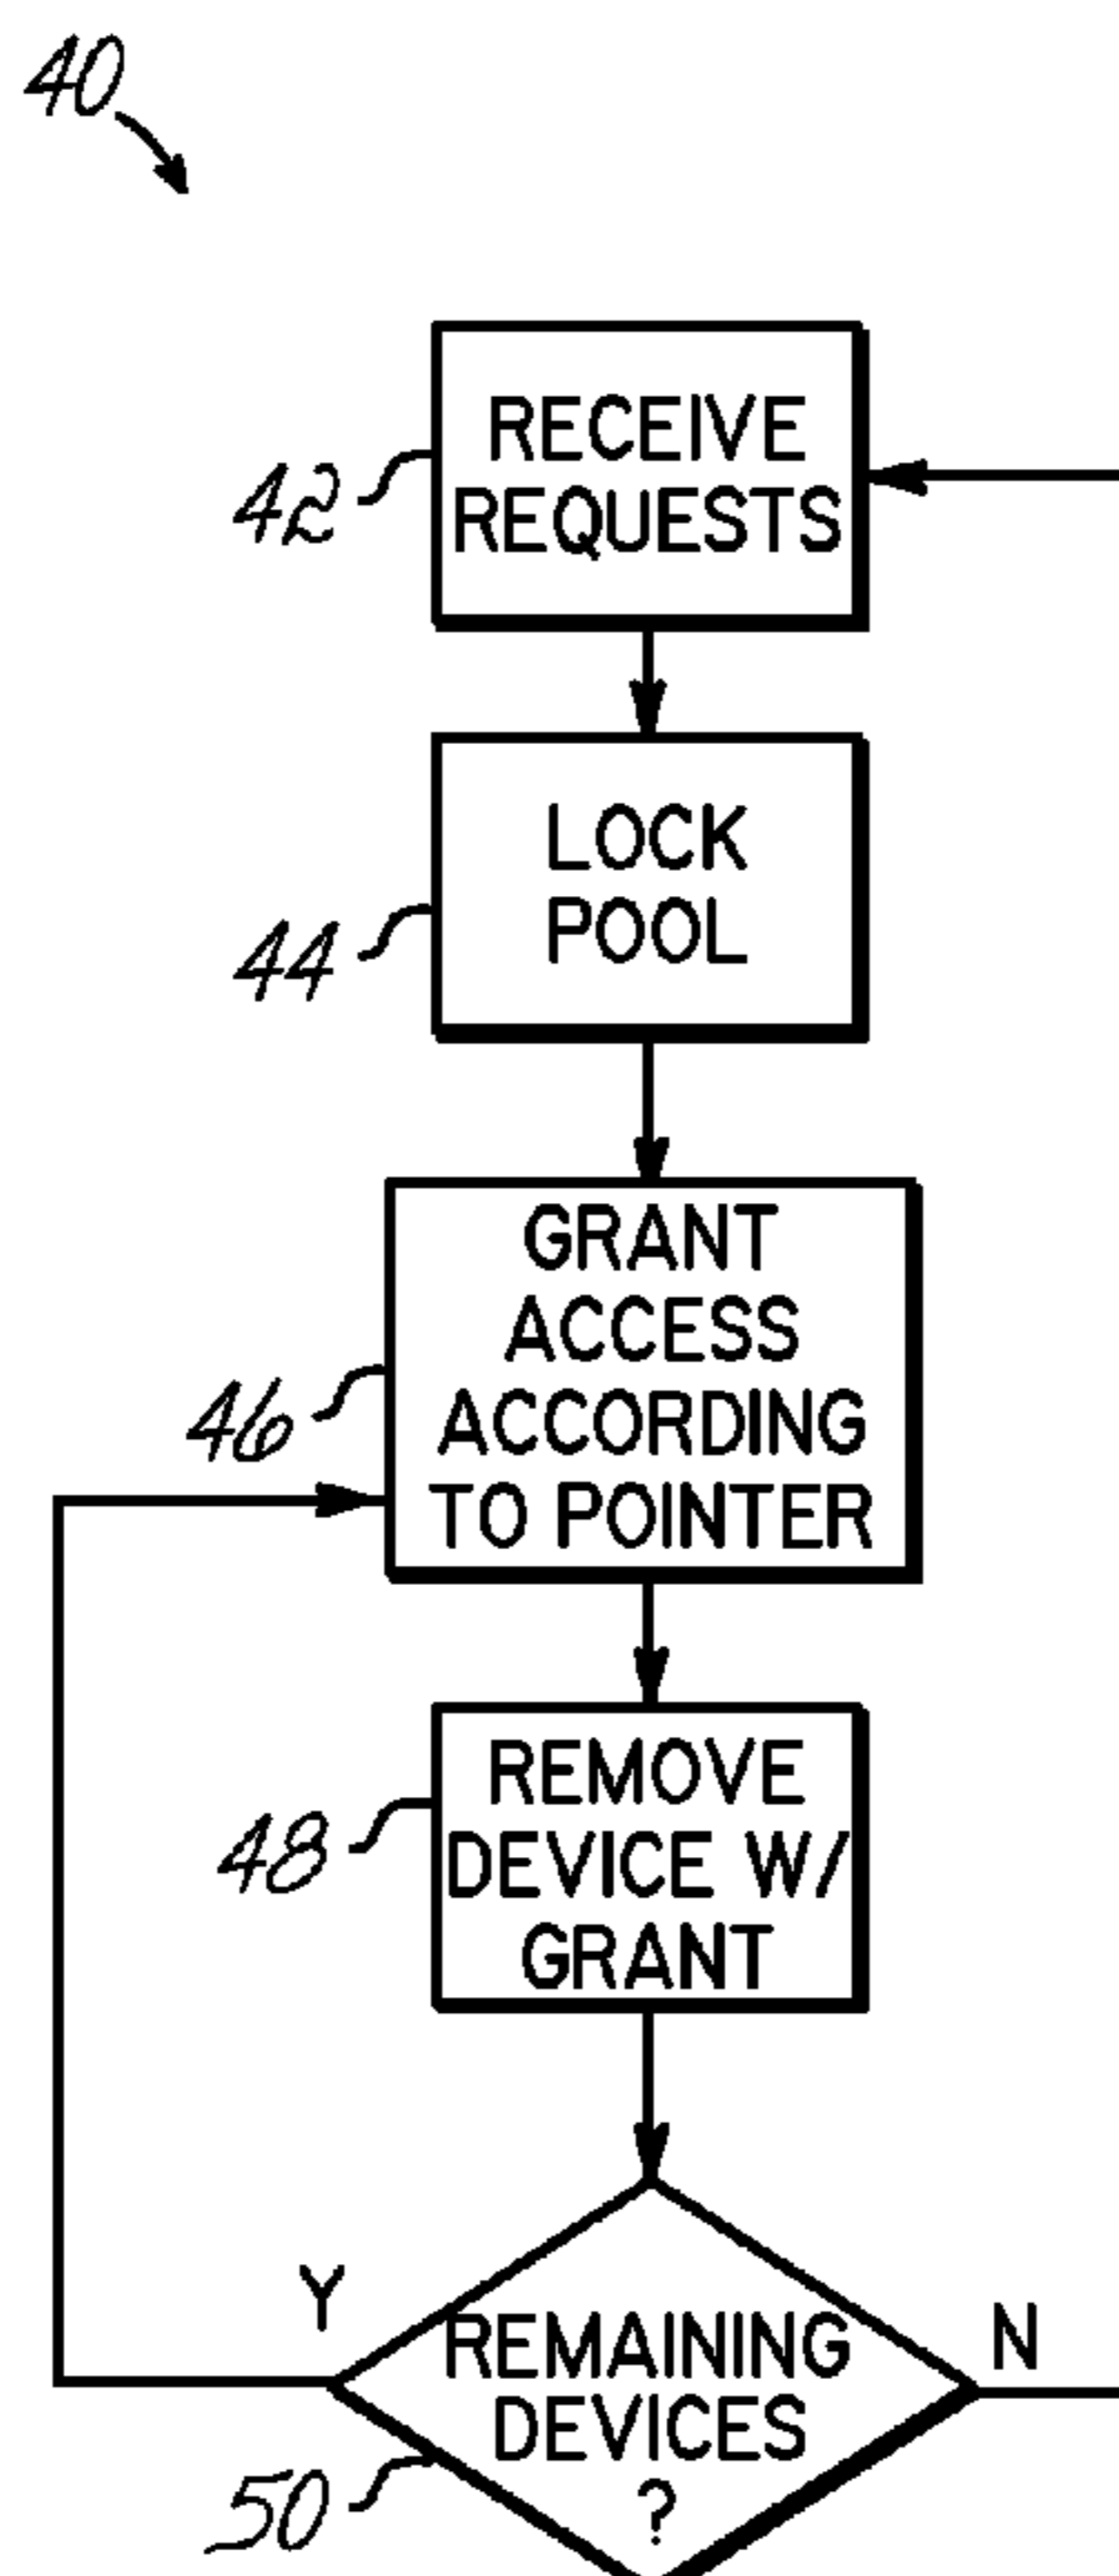 40
RECEIVE
REQUESTS
42
LOCK
POOL
44
GRANT
ACCESS
ACCORDING
TO POINTER
46
REMOVE
DEVICE W/
GRANT
48
Y
N
REMAINING
DEVICES
?
50